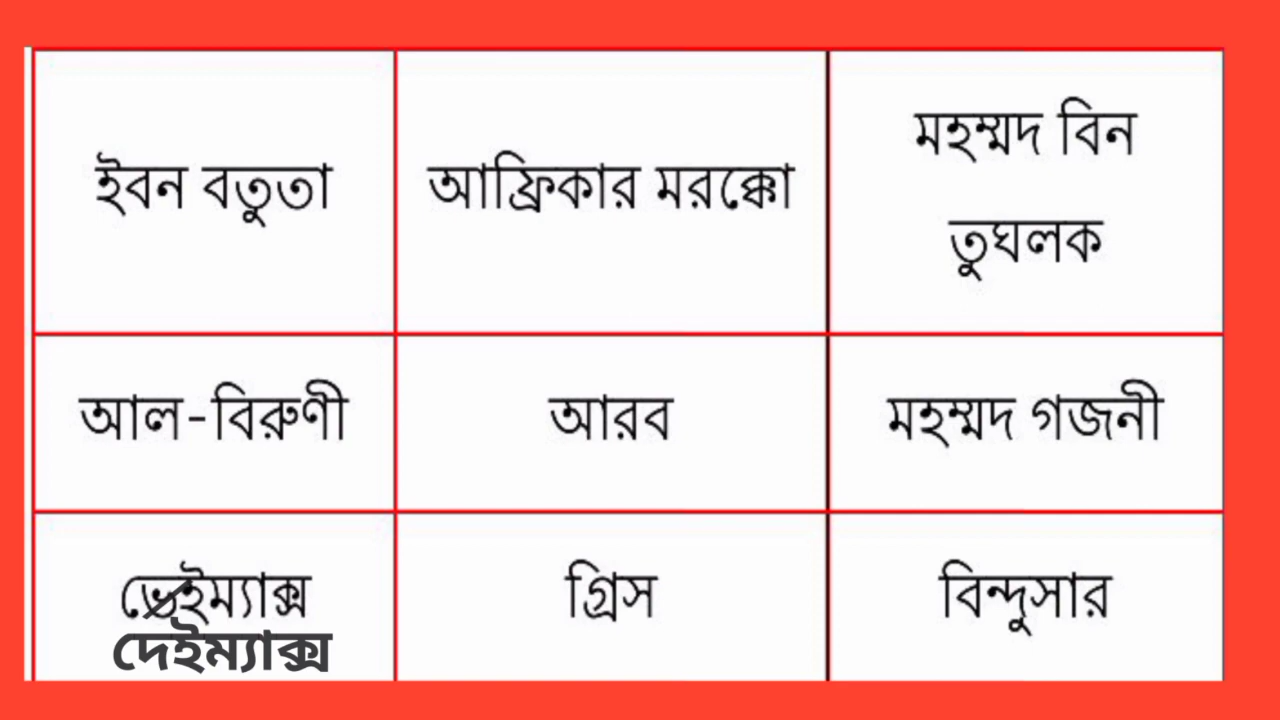 ইবন বতুতা
আফ্রিকার মরক্কো
মহম্মদ বিন
তুঘলক
আল-বিরুণী
আরব
মহম্মদ গজনী
ভেইম্যাক্স
দেইম্যাক্স
গ্রিস
বিন্দুসার